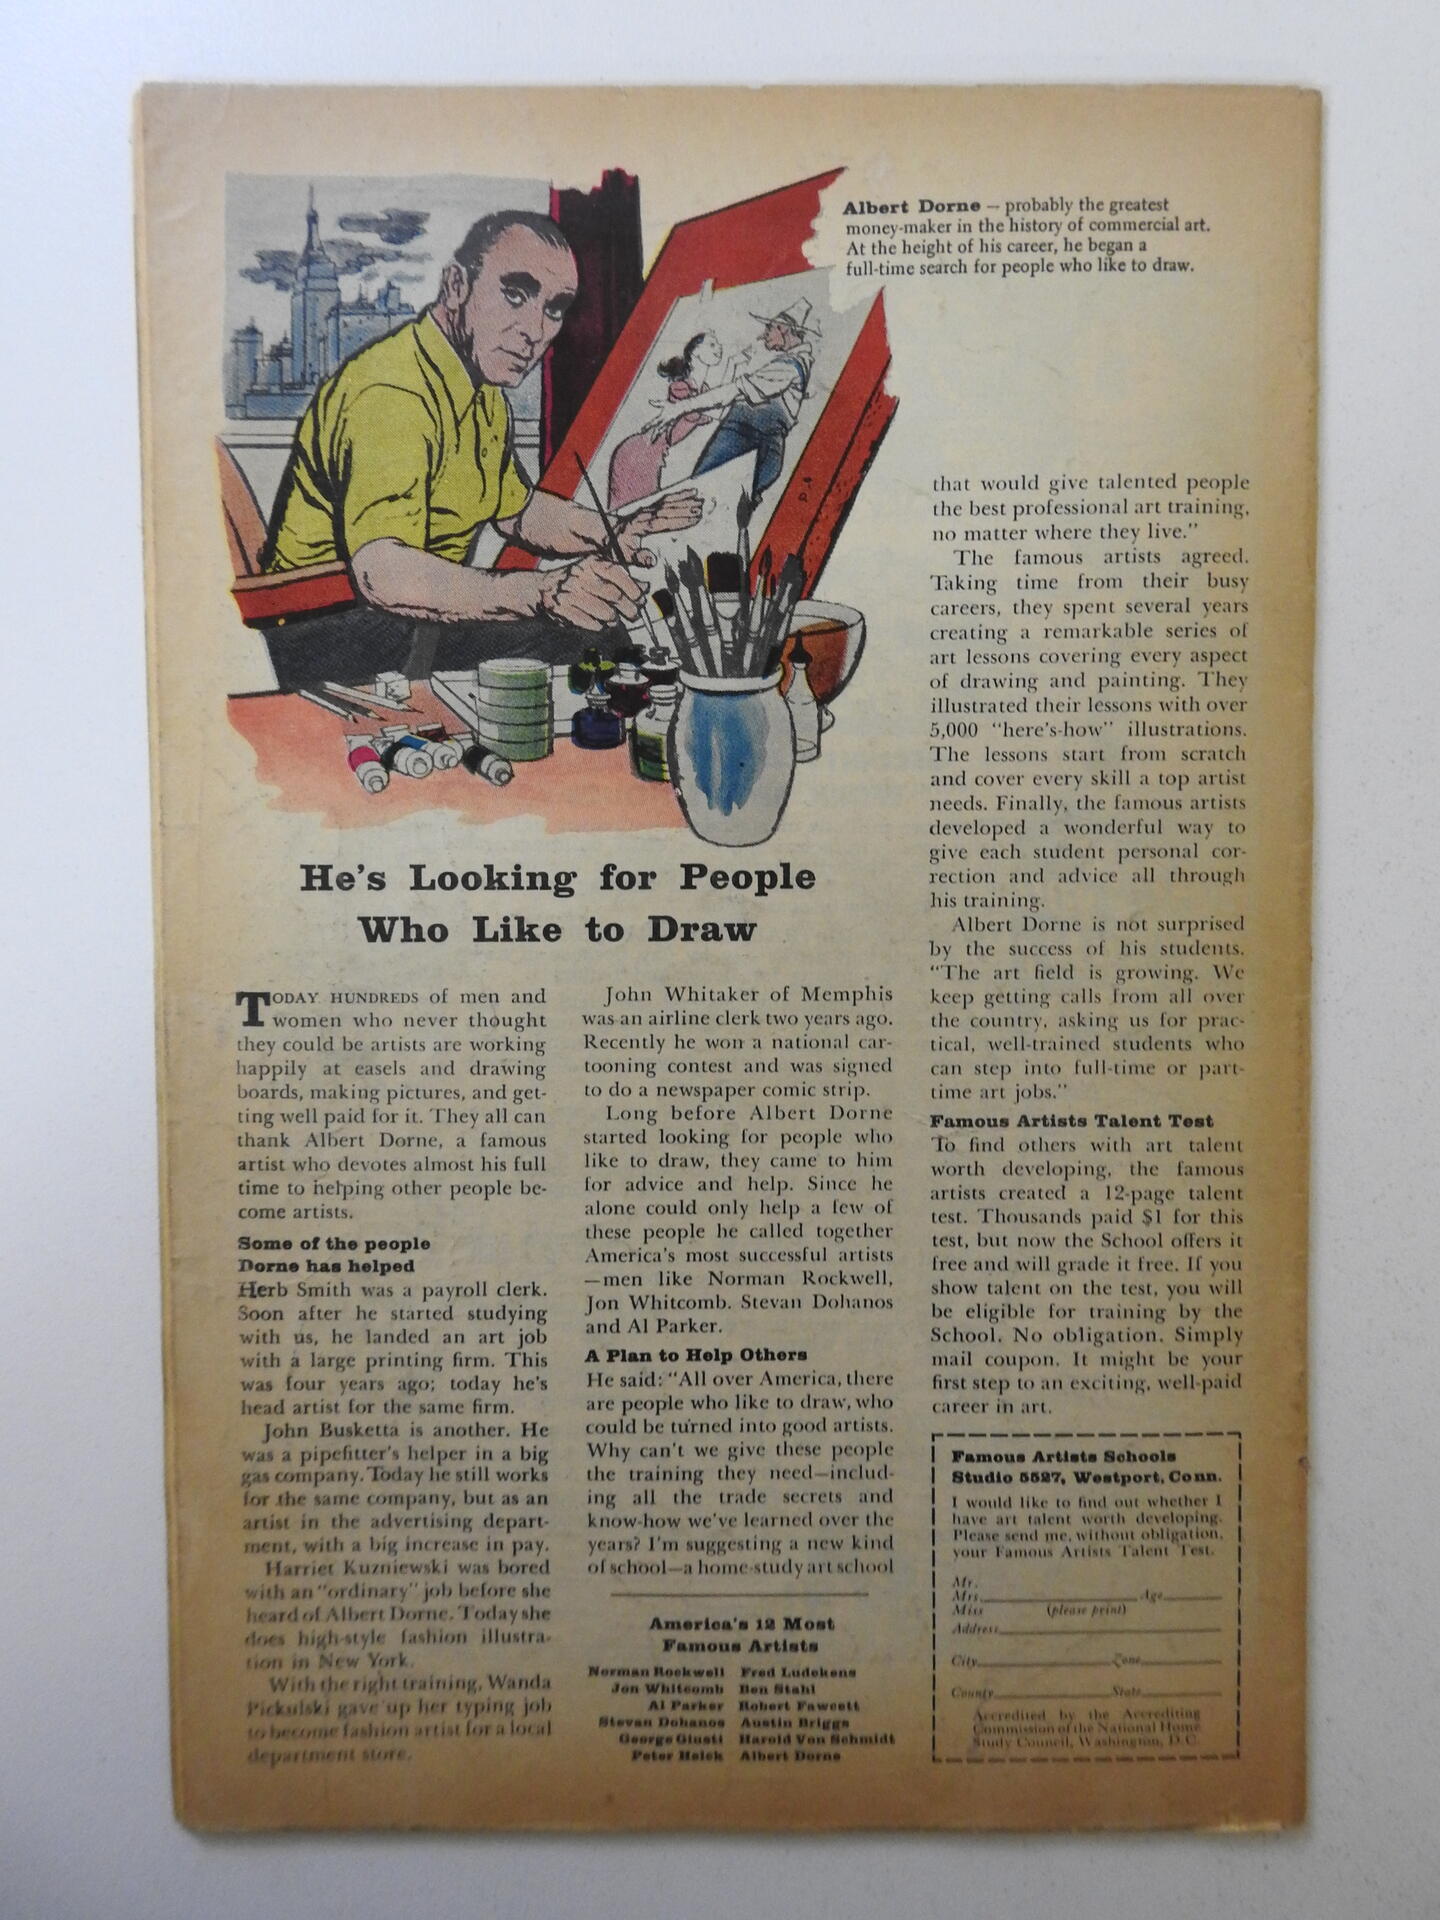 Albert Dorne — probably the greatest
money-maker in the history of commercial art.
At the height of his career, he began a
full-time search for people who like to draw.
He's Looking for People
Who Like to Draw
TODAY HUNDREDS of men and
women who never thought
they could be artists are working
happily at easels and drawing
boards, making pictures, and get-
ting well paid for it. They all can
thank Albert Dorne, a famous
artist who devotes almost his full
time to helping other people be-
come artists.
Some of the people
Dorne has helped
Herb Smith was a payroll clerk.
Soon after he started studying
with us, he landed an art job
with a large printing firm. This
was four years ago; today he's
head artist for the same firm.
John Busketta is another. He
was a pipefitter's helper in a big
gas company. Today he still works
for the same company, but as an
artist in the advertising depart-
ment, with a big increase in pay.
Harriet Kuzniewski was bored
with an "ordinary" job before she
heard of Albert Dorne. Today she
does high-style fashion illustra-
tion in New York.
With the right training, Wanda
Pickulski gave up her typing job
to become fashion artist for a local
department store.
John Whitaker of Memphis
was an airline clerk two years ago.
Recently he won a national car-
tooning contest and was signed
to do a newspaper comic strip.
Long before Albert Dorne
started looking for people who
like to draw, they came to him
for advice and help. Since he
alone could only help a few of
these people he called together
America's most successful artists
—men like Norman Rockwell,
Jon Whitcomb. Stevan Dohanos
and Al Parker.
A Plan to Help Others
He said: "All over America, there
are people who like to draw, who
could be turned into good artists.
Why can't we give these people
the training they need—includ-
ing all the trade secrets and
know-how we've learned over the
years? I'm suggesting a new kind
of school—a home-study art school
America's 12 Most
Famous Artists
Norman Rockwell Fred Ludekens
Jon Whitcomb Ben Stahl
Al Parker Robert Fawcett
Stevan Dohanos Austin Briggs
George Giusti Harold Von Schmidt
Peter Helck Albert Dorne
that would give talented people
the best professional art training,
no matter where they live."
The famous artists agreed.
Taking time from their busy
careers, they spent several years
creating a remarkable series of
art lessons covering every aspect
of drawing and painting. They
illustrated their lessons with over
5,000 "here's-how" illustrations.
The lessons start from scratch
and cover every skill a top artist
needs. Finally, the famous artists
developed a wonderful way to
give each student personal cor-
rection and advice all through
his training.
Albert Dorne is not surprised
by the success of his students.
"The art field is growing. We
keep getting calls from all over
the country, asking us for prac-
tical, well-trained students who
can step into full-time or part-
time art jobs."
Famous Artists Talent Test
To find others with art talent
worth developing, the famous
artists created a 12-page talent
test. Thousands paid $1 for this
test, but now the School offers it
free and will grade it free. If you
show talent on the test, you will
be eligible for training by the
School. No obligation. Simply
mail coupon. It might be your
first step to an exciting, well-paid
career in art.
Famous Artists Schools
Studio 5527, Westport, Conn.
I would like to find out whether I
have art talent worth developing.
Please send me, without obligation,
your Famous Artists Talent Test.
Mr.
Mrs. Age
Miss (please print)
Address
City Zone
County State
Accredited by the Accrediting
Commission of the National Home
Study Council, Washington, D.C.